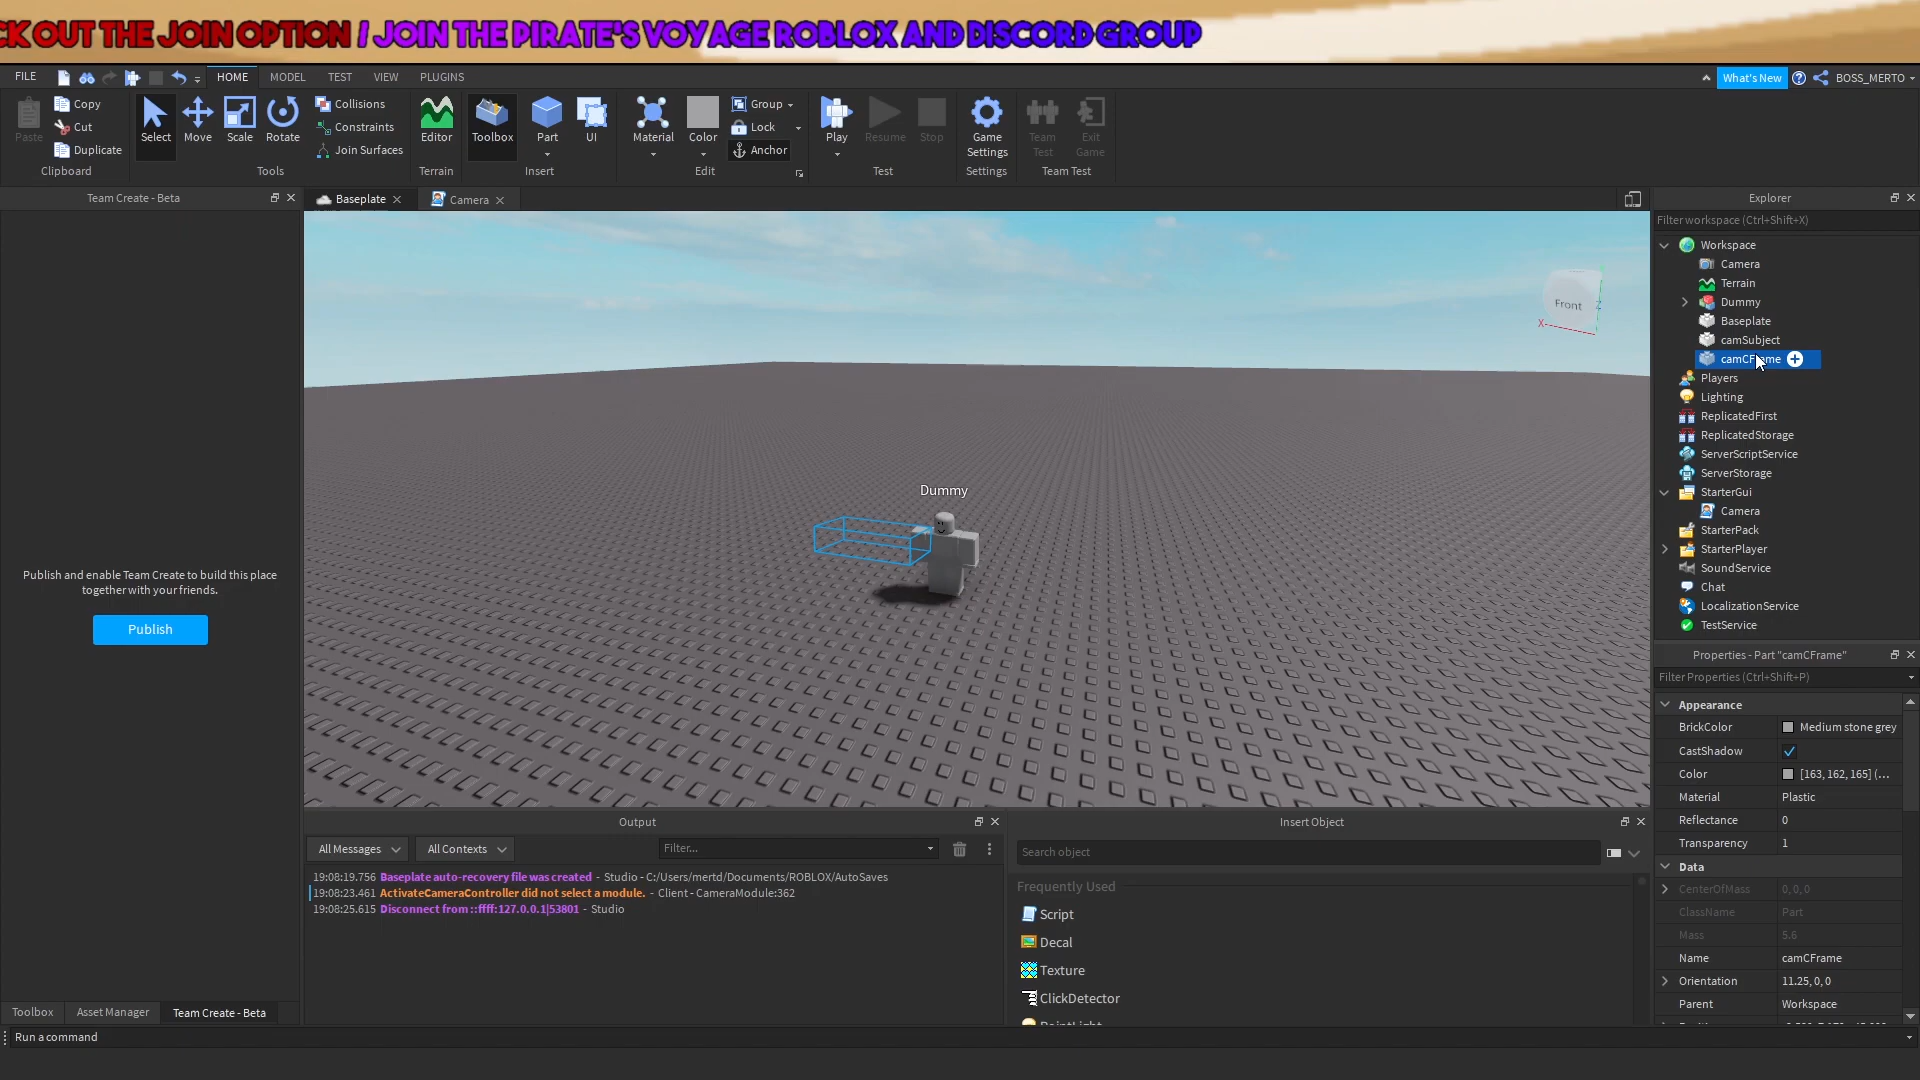 CK OUT THE JOIN OPTION / JOIN THE PIRATE'S VOYAGE ROBLOX AND DISCORD GROUP
FILE
HOME
MODEL
TEST
VIEW
PLUGINS
What's New
BOSS_MERTO
Paste
Copy
Cut
Duplicate
Clipboard
Select
Move
Scale
Rotate
Collisions
Constraints
Join Surfaces
Tools
Editor
Terrain
Toolbox
Part
UI
Insert
Material
Color
Group
Lock
Anchor
Edit
Play
Resume
Stop
Test
Game
Settings
Settings
Team
Test
Exit
Game
Team Test
Team Create - Beta
Publish and enable Team Create to build this place
together with your friends.
Publish
Toolbox
Asset Manager
Team Create - Beta
Baseplate
Camera
Front
X
Z
Dummy
Output
All Messages
All Contexts
Filter...
19:08:19.756 Baseplate auto-recovery file was created - Studio - C:/Users/mertd/Documents/ROBLOX/AutoSaves
19:08:23.461 ActivateCameraController did not select a module. - Client - CameraModule:362
19:08:25.615 Disconnect from ::ffff:127.0.0.1|53801 - Studio
Insert Object
Search object
Frequently Used
Script
Decal
Texture
ClickDetector
PointLight
Explorer
Filter workspace (Ctrl+Shift+X)
Workspace
Camera
Terrain
Dummy
Baseplate
camSubject
camCFrame
Players
Lighting
ReplicatedFirst
ReplicatedStorage
ServerScriptService
ServerStorage
StarterGui
Camera
StarterPack
StarterPlayer
SoundService
Chat
LocalizationService
TestService
Properties - Part "camCFrame"
Filter Properties (Ctrl+Shift+P)
Appearance
BrickColor Medium stone grey
CastShadow
Color [163, 162, 165] (...
Material Plastic
Reflectance 0
Transparency 1
Data
CenterOfMass 0, 0, 0
ClassName Part
Mass 5.6
Name camCFrame
Orientation 11.25, 0, 0
Parent Workspace
Run a command